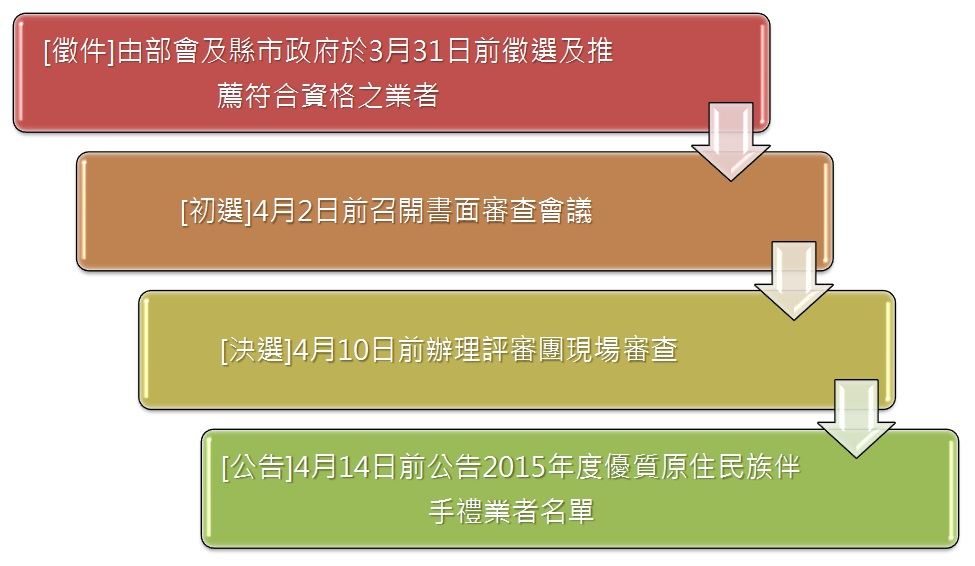 [徵件]由部會及縣市政府於3月31日前徵選及推
薦符合資格之業者
[初選]4月2日前召開書面審查會議
[決選]4月10日前辦理評審團現場審查
[公告]4月14日前公告2015年度優質原住民族伴
手禮業者名單